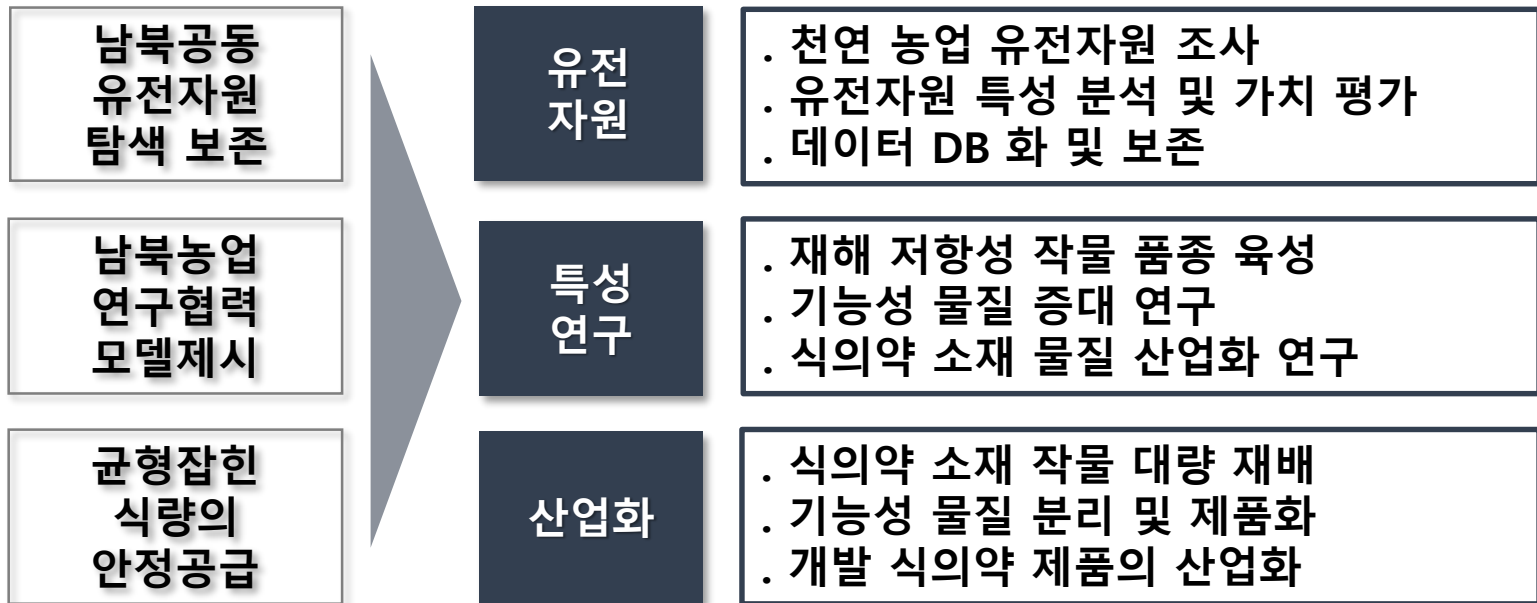 남북공동
유전자원
탐색 보존
유전
자원
. 천연 농업 유전자원 조사
. 유전자원 특성 분석 및 가치 평가
. 데이터 DB 화 및 보존
남북농업
연구협력
모델제시
특성
연구
. 재해 저항성 작물 품종 육성
. 기능성 물질 증대 연구
. 식의약 소재 물질 산업화 연구
균형잡힌
식량의
안정공급
산업화
. 식의약 소재 작물 대량 재배
. 기능성 물질 분리 및 제품화
. 개발 식의약 제품의 산업화